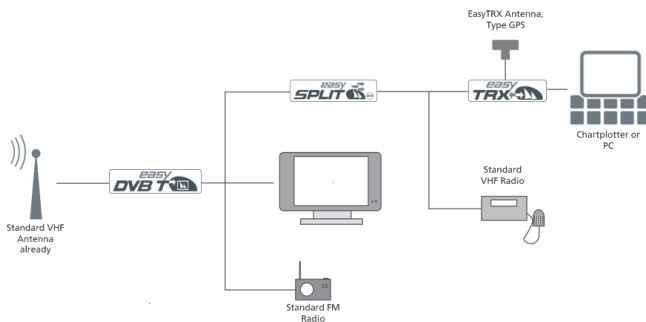 EasyTRX Antenna,
Type GPS
easy
SPLIT
easy
TRX
Chartplotter or
PC
easy
DVB T
Standard
VHF Radio
Standard VHF
Antenna
already
Standard FM
Radio